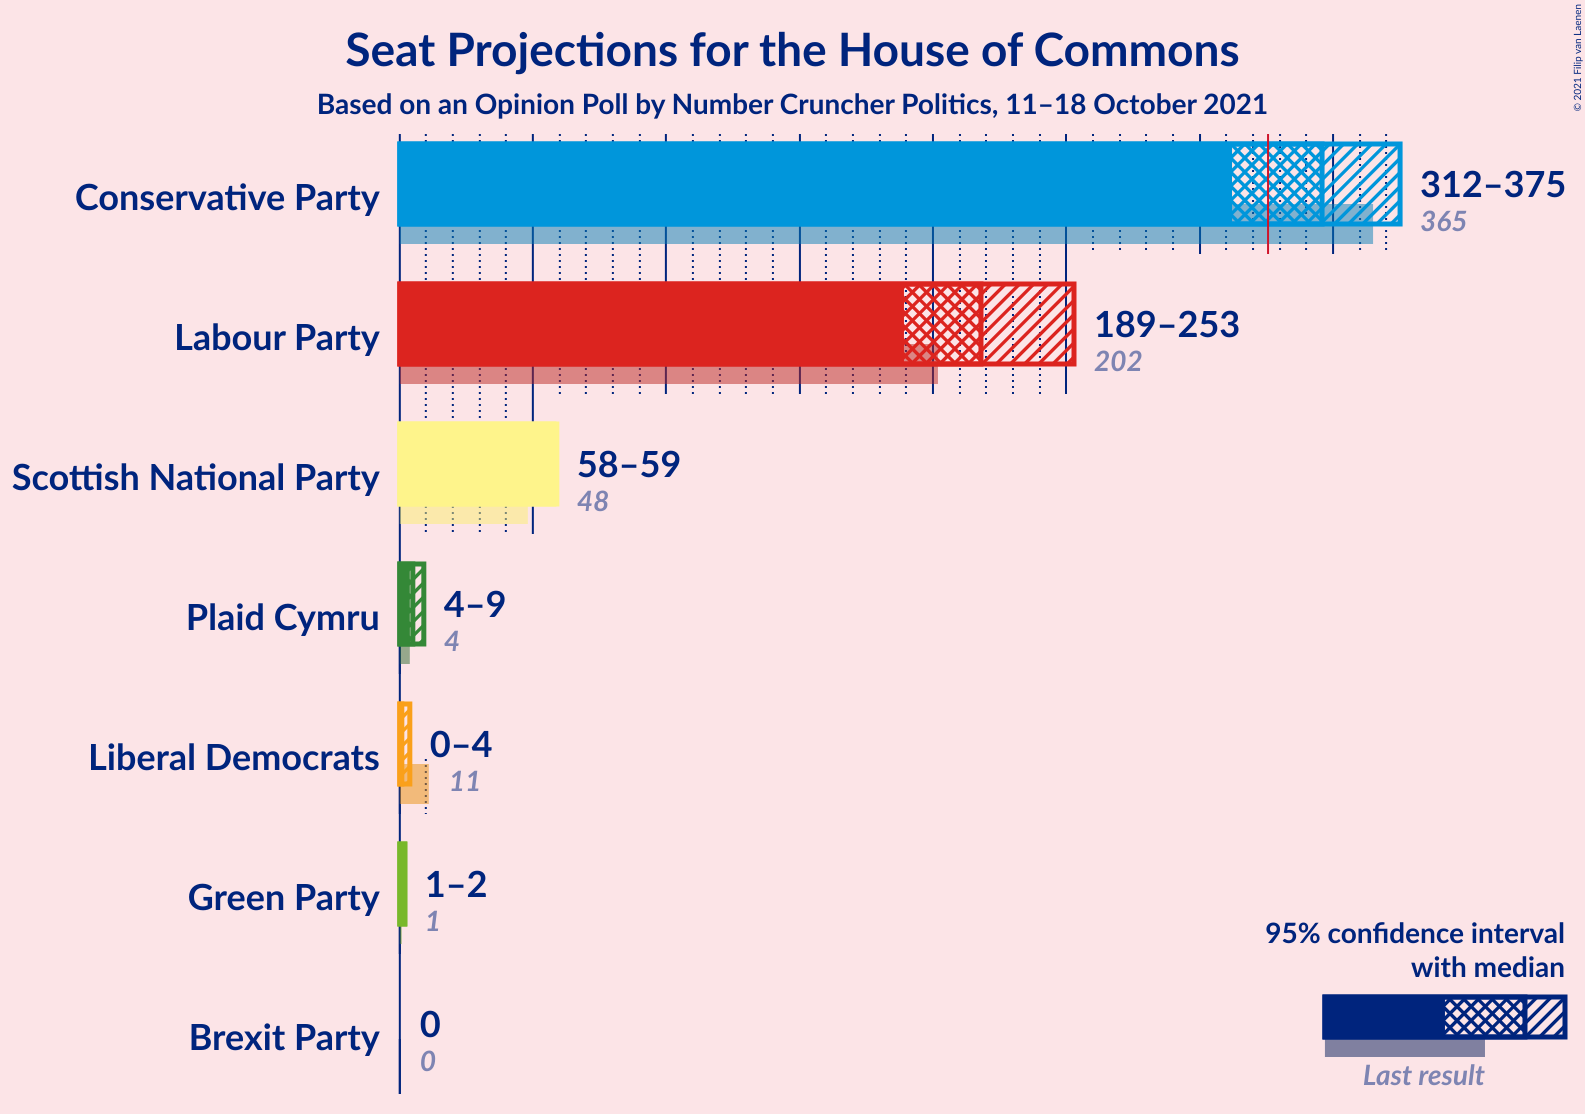 Seat Projections for the House of Commons
Based on an Opinion Poll by Number Cruncher Politics, 11–18 October 2021
© 2021 Filip van Laenen
Conservative Party
312–375
365
Labour Party
189–253
202
Scottish National Party
58–59
48
Plaid Cymru
4–9
4
Liberal Democrats
0–4
11
Green Party
1–2
1
Brexit Party
0
0
95% confidence interval
with median
Last result